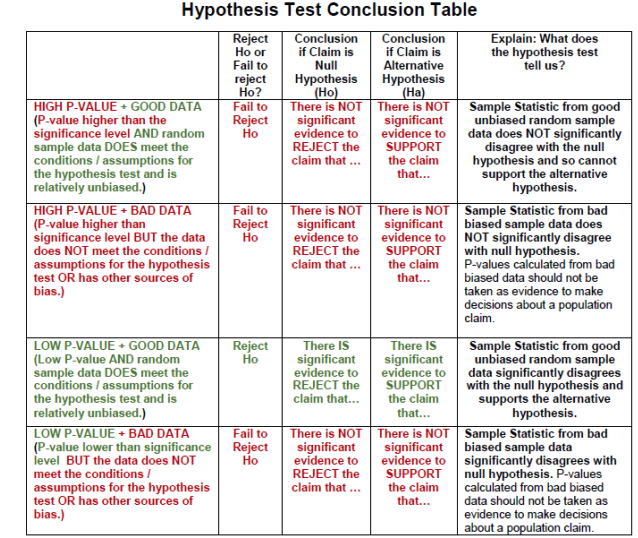 Hypothesis Test Conclusion Table
Reject
Ho or
Fail to
reject
Ho?
Conclusion
if Claim is
Null
Hypothesis
(Ho)
Conclusion
if Claim is
Alternative
Hypothesis
(Ha)
Explain: What does
the hypothesis test
tell us?
HIGH P-VALUE + GOOD DATA
(P-value higher than the
significance level AND random
sample data DOES meet the
conditions / assumptions for
the hypothesis test and is
relatively unbiased.)
Fail to
Reject
Ho
There is NOT
significant
evidence to
REJECT the
claim that …
There is NOT
significant
evidence to
SUPPORT
the claim
that…
Sample Statistic from good
unbiased random sample
data does NOT significantly
disagree with the null
hypothesis and so cannot
support the alternative
hypothesis.
HIGH P-VALUE + BAD DATA
(P-value higher than
significance level BUT the data
does NOT meet the conditions /
assumptions for the hypothesis
test OR has other sources of
bias.)
Fail to
Reject
Ho
There is NOT
significant
evidence to
REJECT the
claim that …
There is NOT
significant
evidence to
SUPPORT
the claim
that…
Sample Statistic from bad
biased sample data does
NOT significantly disagree
with null hypothesis.
P-values calculated from bad
biased data should not be
taken as evidence to make
decisions about a population
claim.
LOW P-VALUE + GOOD DATA
(Low P-value AND random
sample data DOES meet the
conditions / assumptions for
the hypothesis test and is
relatively unbiased.)
Reject
Ho
There IS
significant
evidence to
REJECT the
claim that…
There IS
significant
evidence to
SUPPORT
the claim
that…
Sample Statistic from good
unbiased random sample
data significantly disagrees
with the null hypothesis and
supports the alternative
hypothesis.
LOW P-VALUE + BAD DATA
(P-value lower than significance
level BUT the data does NOT
meet the conditions /
assumptions for the hypothesis
test OR has other sources of
bias.)
Fail to
Reject
Ho
There is NOT
significant
evidence to
REJECT the
claim that …
There is NOT
significant
evidence to
SUPPORT
the claim
that…
Sample Statistic from bad
biased sample data
significantly disagrees with
null hypothesis. P-values
calculated from bad biased
data should not be taken as
evidence to make decisions
about a population claim.